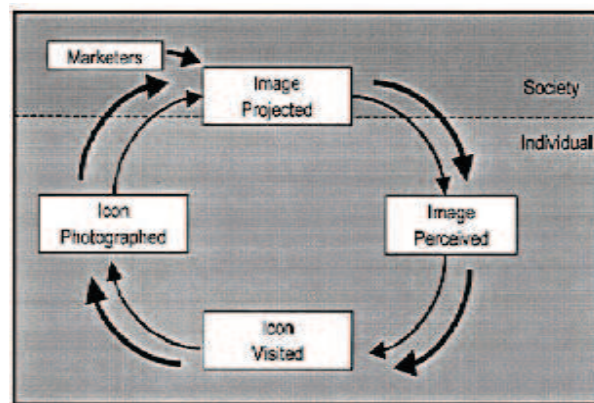 Marketers
Image
Projected
Society
Individual
Icon
Photographed
Image
Perceived
Icon
Visited